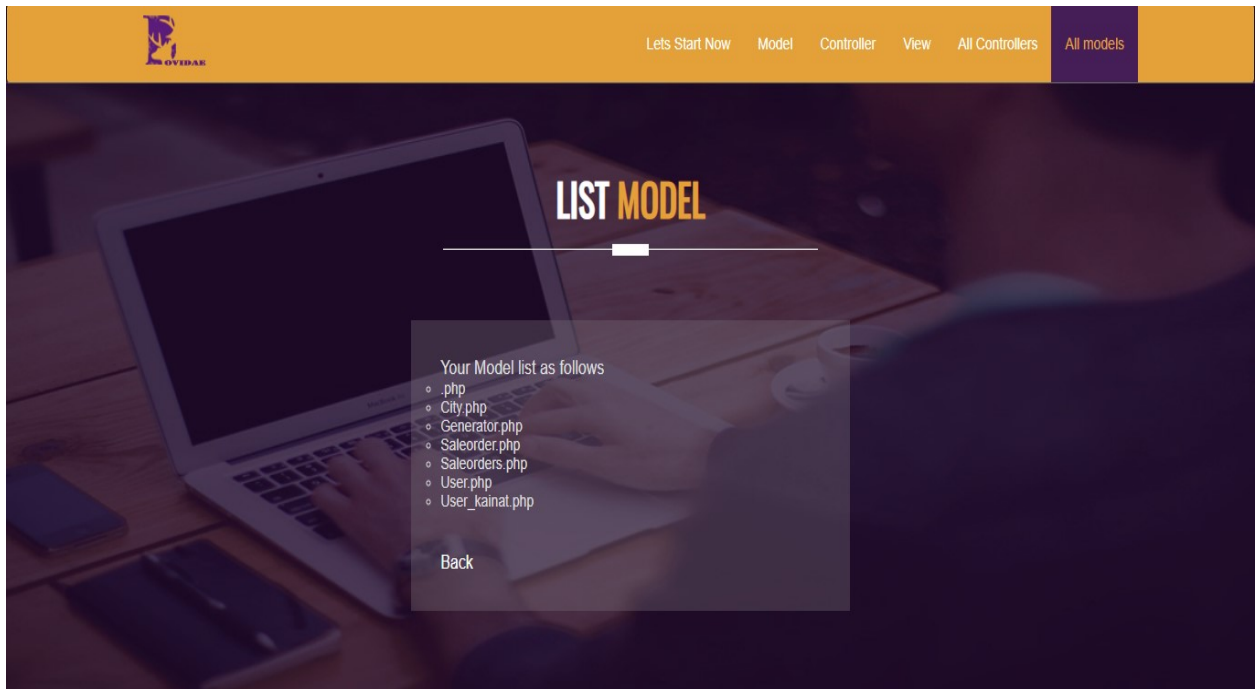 OVIDAE
Lets Start Now Model Controller View All Controllers All models
LIST MODEL
Your Model list as follows
.php
City.php
Generator.php
Saleorder.php
Saleorders.php
User.php
User_kainat.php
Back